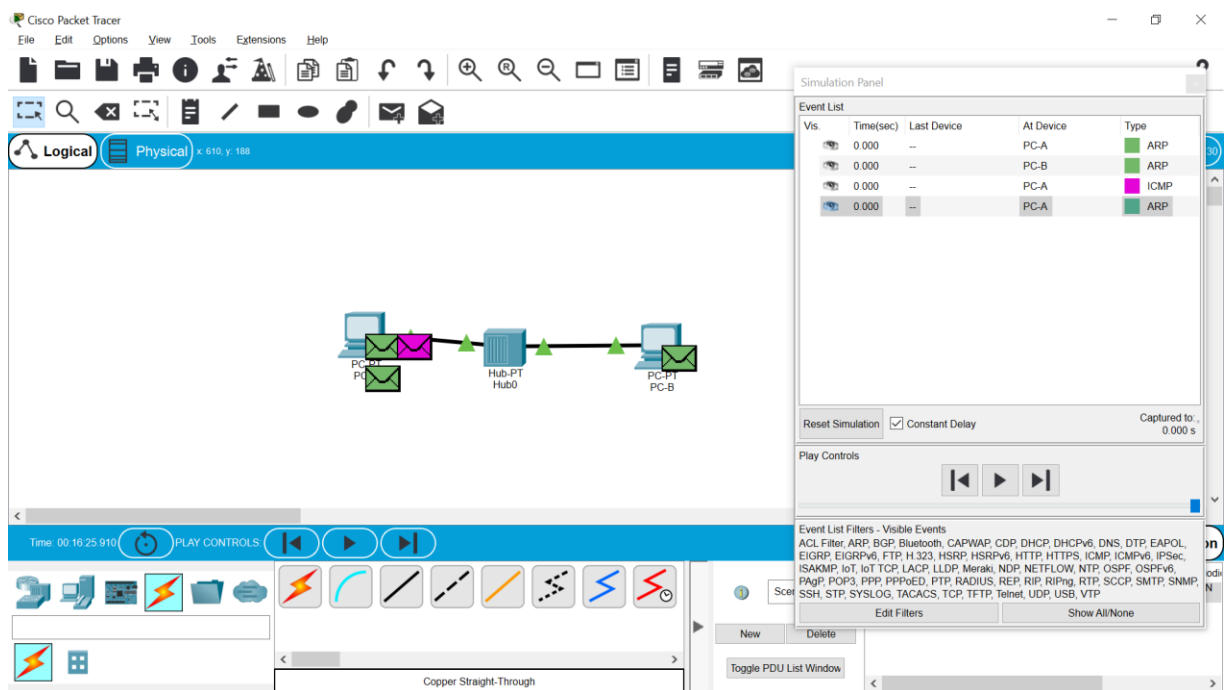 Cisco Packet Tracer
File Edit Options View Tools Extensions Help
Logical Physical x: 610, y: 188
PC-PT
Hub-PT
Hub0
PC-PT
PC-B
Simulation Panel
Event List
Vis. Time(sec) Last Device At Device Type
0.000 -- PC-A ARP
0.000 -- PC-B ARP
0.000 -- PC-A ICMP
0.000 -- PC-A ARP
Reset Simulation Constant Delay
Captured to:
0.000 s
Play Controls
Event List Filters - Visible Events
ACL Filter, ARP, BGP, Bluetooth, CAPWAP, CDP, DHCP, DHCPv6, DNS, DTP, EAPOL,
EIGRP, EIGRPv6, FTP, H.323, HSRP, HSRPv6, HTTP, HTTPS, ICMP, ICMPv6, IPSec,
ISAKMP, IoT, IoT TCP, LACP, LLDP, Meraki, NDP, NETFLOW, NTP, OSPF, OSPFv6,
PAgP, POP3, PPP, PPPoED, PTP, RADIUS, REP, RIP, RIPng, RTP, SCCP, SMTP, SNMP,
SSH, STP, SYSLOG, TACACS, TCP, TFTP, Telnet, UDP, USB, VTP
Edit Filters Show All/None
Time: 00:16:25.910 PLAY CONTROLS:
New Delete
Toggle PDU List Window
Copper Straight-Through